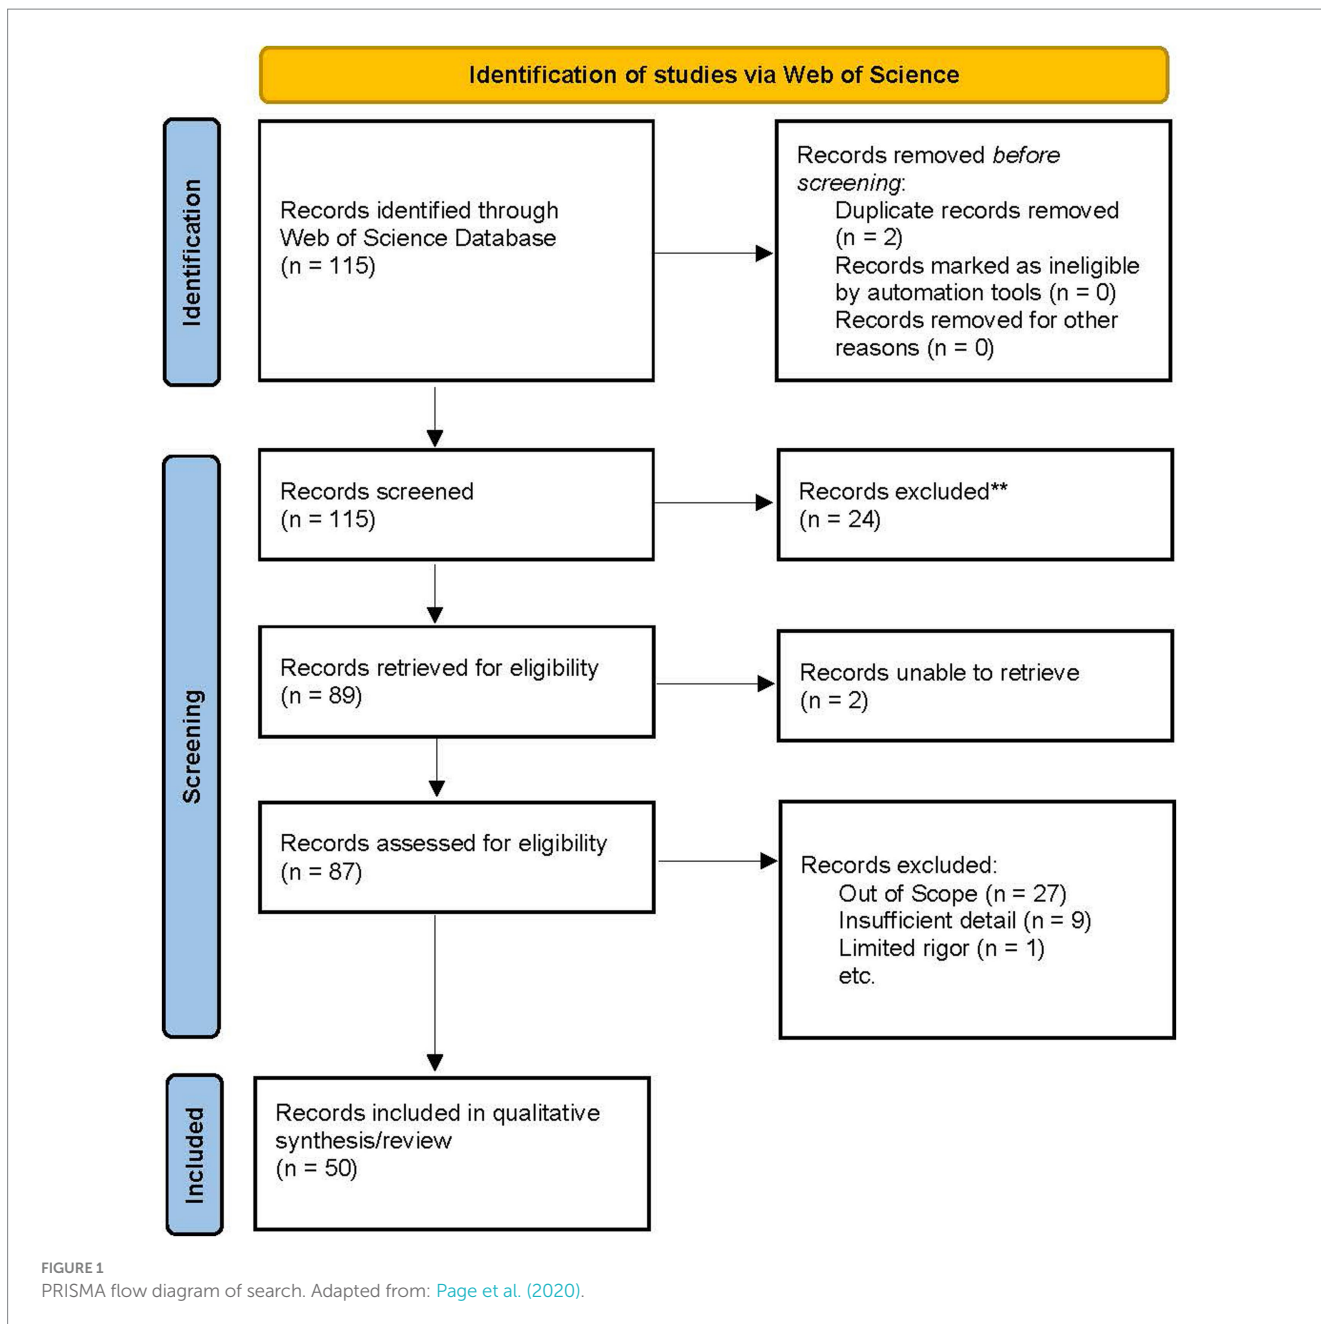 Identification of studies via Web of Science
Identification
Records identified through
Web of Science Database
(n = 115)
Records removed before
screening:
Duplicate records removed
(n = 2)
Records marked as ineligible
by automation tools (n = 0)
Records removed for other
reasons (n = 0)
Screening
Records screened
(n = 115)
Records excluded**
(n = 24)
Records retrieved for eligibility
(n = 89)
Records unable to retrieve
(n = 2)
Records assessed for eligibility
(n = 87)
Records excluded:
Out of Scope (n = 27)
Insufficient detail (n = 9)
Limited rigor (n = 1)
etc.
Included
Records included in qualitative
synthesis/review
(n = 50)
FIGURE 1
PRISMA flow diagram of search. Adapted from: Page et al. (2020).